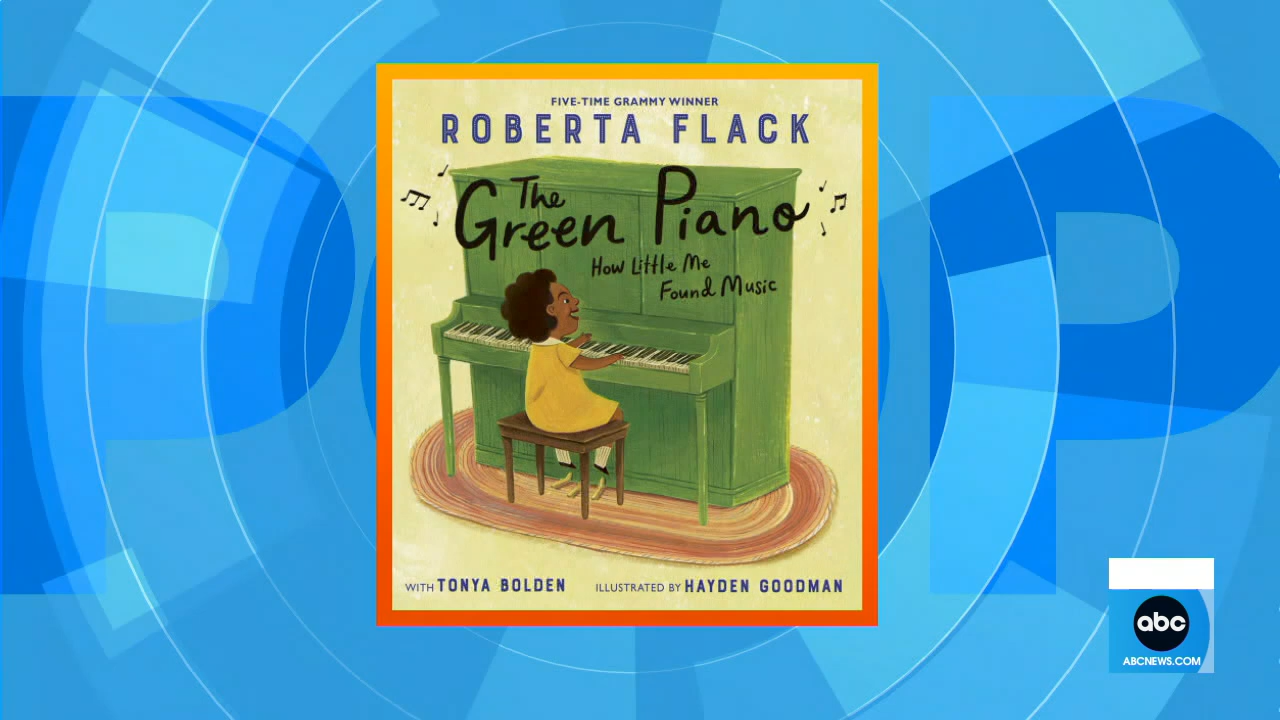 FIVE-TIME GRAMMY WINNER
ROBERTA FLACK
The
Green Piano
How Little Me
Found Music
WITH TONYA BOLDEN ILLUSTRATED BY HAYDEN GOODMAN
POP
abc
ABCNEWS.COM